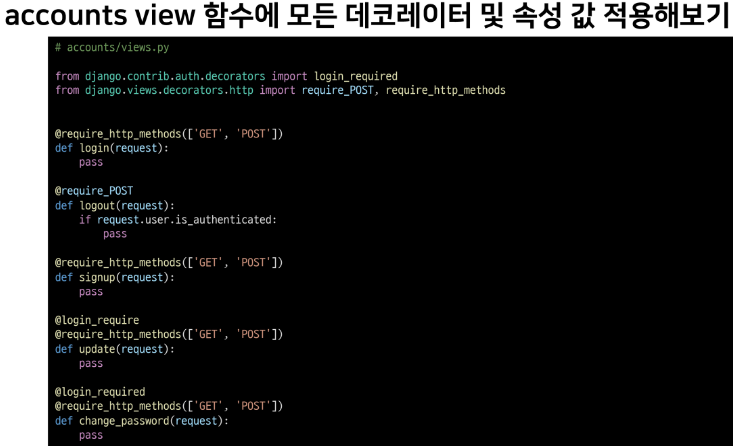 accounts view 함수에 모든 데코레이터 및 속성 값 적용해보기
# accounts/views.py
from django.contrib.auth.decorators import login_required
from django.views.decorators.http import require_POST, require_http_methods
@require_http_methods(['GET', 'POST'])
def login(request):
    pass
@require_POST
def logout(request):
    if request.user.is_authenticated:
        pass
@require_http_methods(['GET', 'POST'])
def signup(request):
    pass
@login_require
@require_http_methods(['GET', 'POST'])
def update(request):
    pass
@login_required
@require_http_methods(['GET', 'POST'])
def change_password(request):
    pass